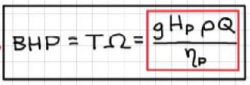 BHP = TΩ = gHₚρQ / ηₚ